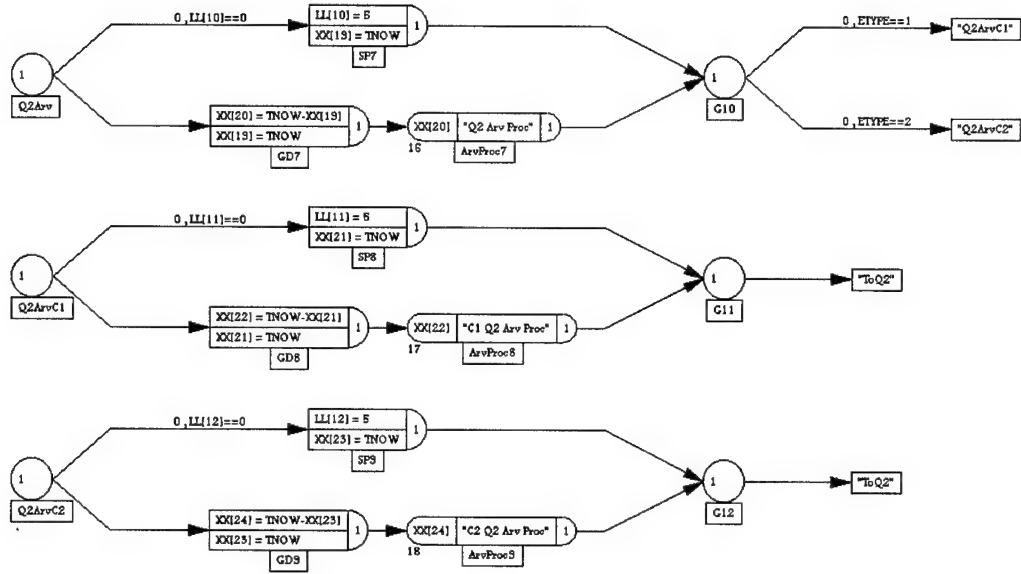 0,LL[10]==0
LL[10] = 5
XX[19] = TNOW
1
SP7
1
Q2Arv
XX[20] = TNOW-XX[19]
XX[19] = TNOW
1
GD7
XX[20]
"Q2 Arv Proc"
1
16
ArvProc7
1
G10
0,ETYPE==1
"Q2ArvC1"
0,ETYPE==2
"Q2ArvC2"
0,LL[11]==0
LL[11] = 5
XX[21] = TNOW
1
SP8
1
Q2ArvC1
XX[22] = TNOW-XX[21]
XX[21] = TNOW
1
GD8
XX[22]
"C1 Q2 Arv Proc"
1
17
ArvProc8
1
G11
"ToQ2"
0,LL[12]==0
LL[12] = 5
XX[23] = TNOW
1
SP9
1
Q2ArvC2
XX[24] = TNOW-XX[23]
XX[23] = TNOW
1
GD9
XX[24]
"C2 Q2 Arv Proc"
1
18
ArvProc9
1
G12
"ToQ2"